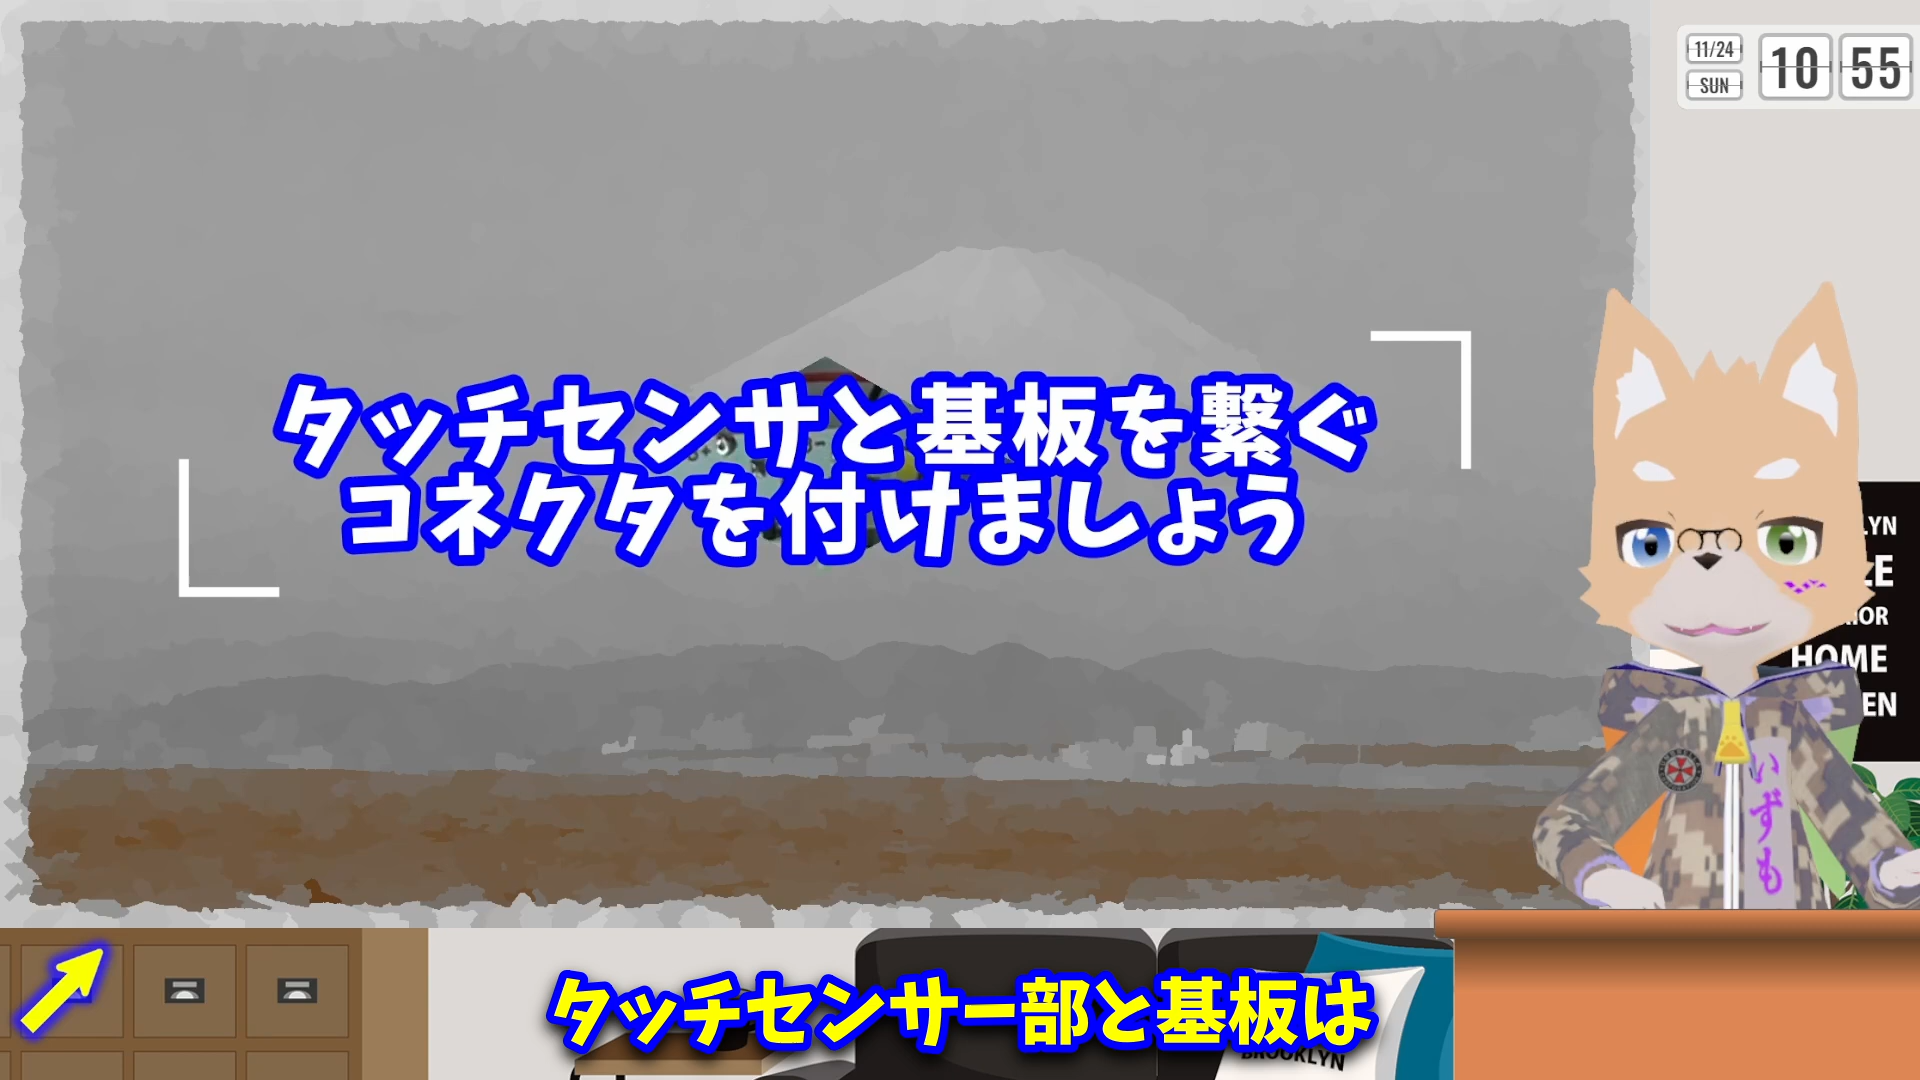 11/24
SUN
10 55
タッチセンサと基板を繋ぐ
コネクタを付けましょう
HOME
いずも
タッチセンサー部と基板は
BROOKLYN